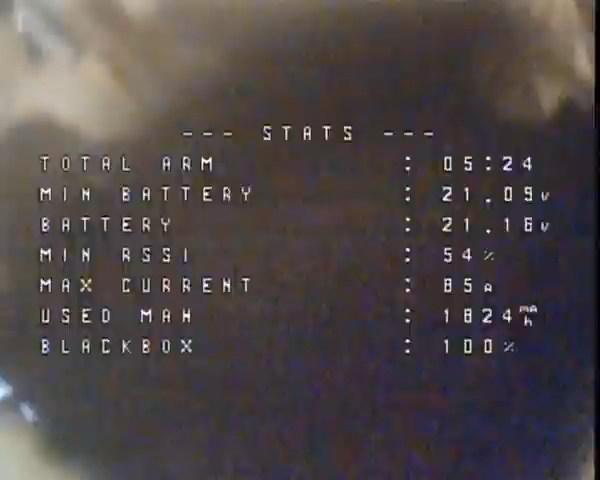 --- STATS ---
TOTAL ARM : 05:24
MIN BATTERY : 21.09V
BATTERY : 21.16V
MIN RSSI : 54%
MAX CURRENT : 85A
USED MAH : 1824mAh
BLACKBOX : 100%